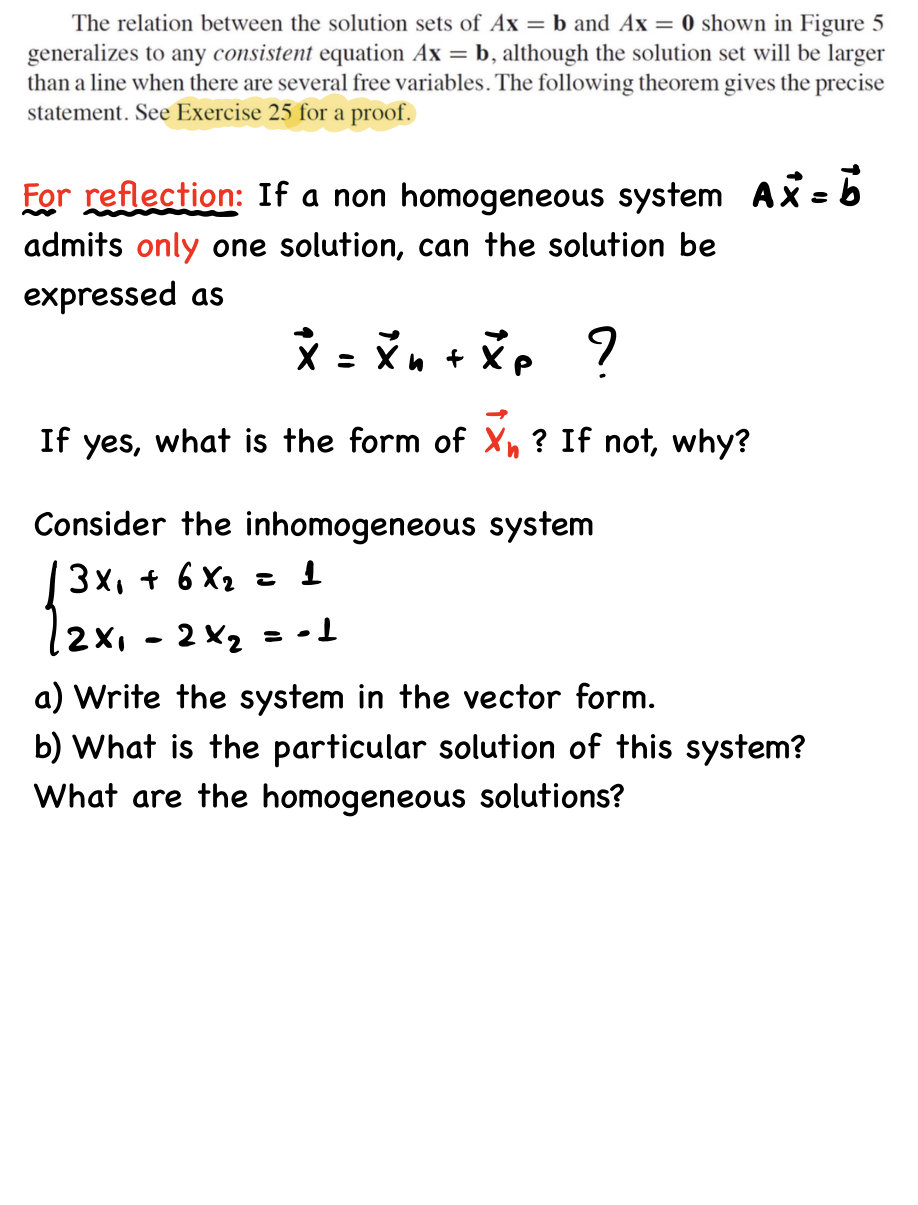 The relation between the solution sets of Ax = b and Ax = 0 shown in Figure 5
generalizes to any consistent equation Ax = b, although the solution set will be larger
than a line when there are several free variables. The following theorem gives the precise
statement. See Exercise 25 for a proof.
For reflection: If a non homogeneous system A x⃗ = b⃗
admits only one solution, can the solution be
expressed as
x⃗ = x⃗ₕ + x⃗ₚ ?
If yes, what is the form of x⃗ₕ ? If not, why?
Consider the inhomogeneous system
3x₁ + 6x₂ = 1
2x₁ - 2x₂ = -1
a) Write the system in the vector form.
b) What is the particular solution of this system?
What are the homogeneous solutions?